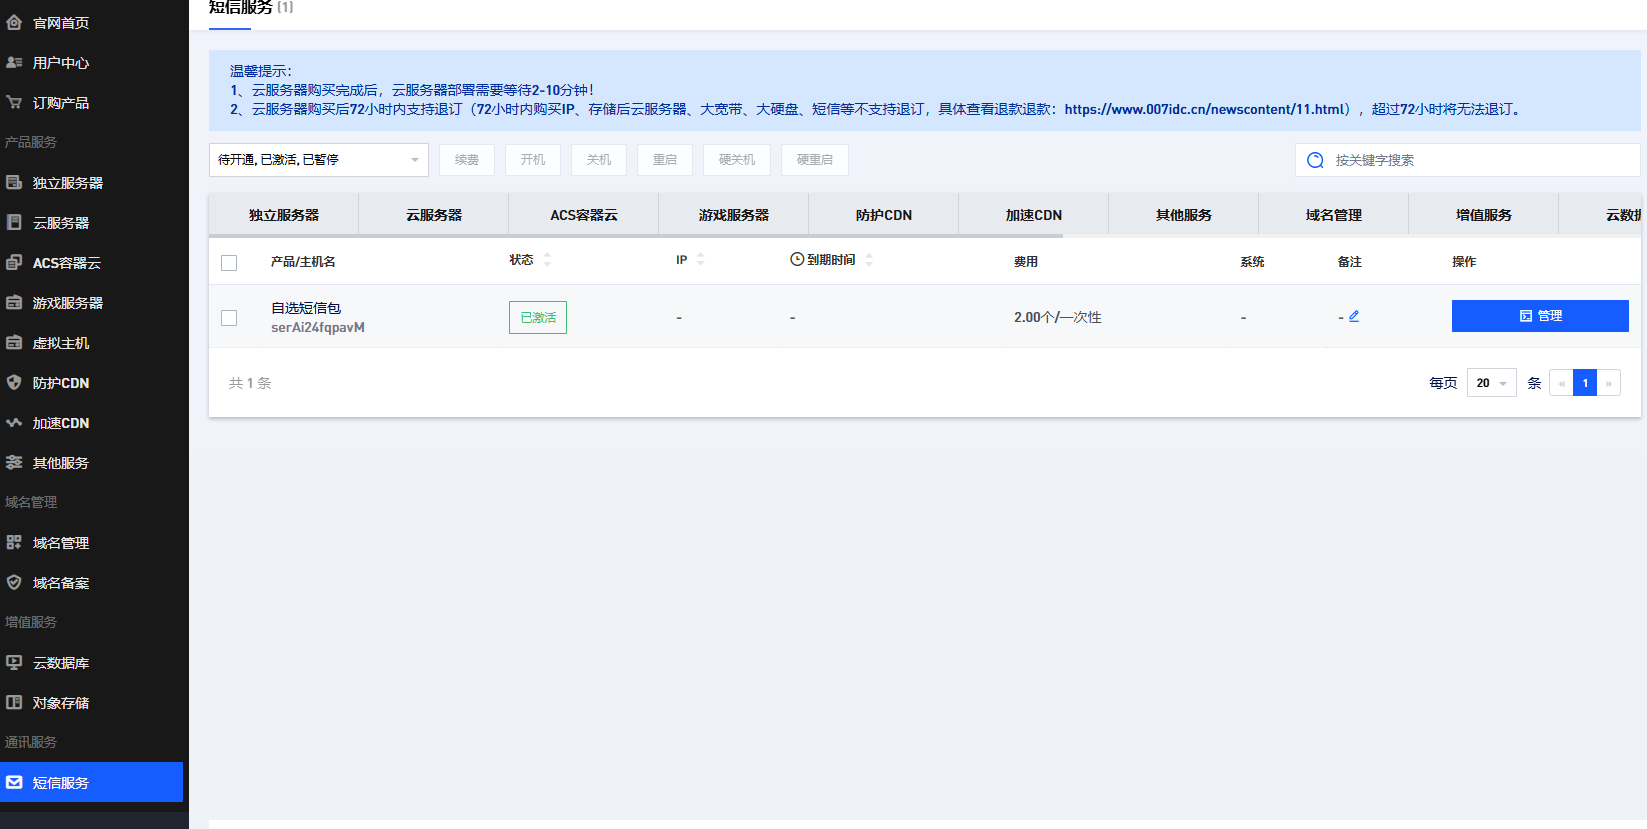 官网首页
用户中心
订购产品
产品服务
独立服务器
云服务器
ACS容器云
游戏服务器
虚拟主机
防护CDN
加速CDN
其他服务
域名管理
域名管理
域名备案
增值服务
云数据库
对象存储
通讯服务
短信服务
短信服务 (1)
温馨提示：
1、云服务器购买完成后，云服务器部署需要等待2-10分钟！
2、云服务器购买后72小时内支持退订（72小时内购买IP、存储后云服务器、大宽带、大硬盘、短信等不支持退订，具体查看退款退款：https://www.007idc.cn/newscontent/11.html），超过72小时将无法退订。
待开通, 已激活, 已暂停 续费 开机 关机 重启 硬关机 硬重启 按关键字搜索
独立服务器 云服务器 ACS容器云 游戏服务器 防护CDN 加速CDN 其他服务 域名管理 增值服务 云数据
产品/主机名 状态 IP 到期时间 费用 系统 备注 操作
自选短信包
serAi24fqpavM
已激活 - - 2.00个/一次性 - - 管理
共 1 条 每页 20 条 « 1 »